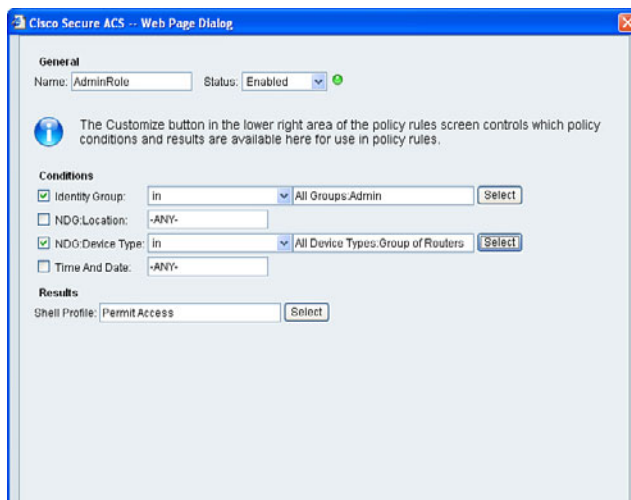 Cisco Secure ACS -- Web Page Dialog
General
Name: AdminRole Status: Enabled
The Customize button in the lower right area of the policy rules screen controls which policy
conditions and results are available here for use in policy rules.
Conditions
Identity Group: in All Groups:Admin Select
NDG:Location: -ANY-
NDG:Device Type: in All Device Types:Group of Routers Select
Time And Date: -ANY-
Results
Shell Profile: Permit Access Select